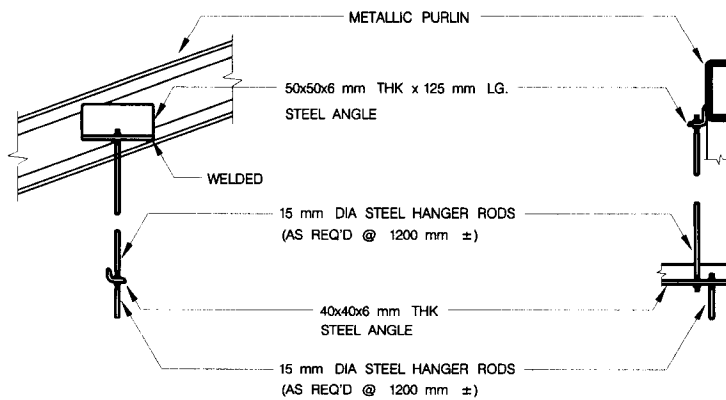 METALLIC PURLIN
50x50x6 mm THK x 125 mm LG.
STEEL ANGLE
WELDED
15 mm DIA STEEL HANGER RODS
(AS REQ'D @ 1200 mm ±)
40x40x6 mm THK
STEEL ANGLE
15 mm DIA STEEL HANGER RODS
(AS REQ'D @ 1200 mm ±)